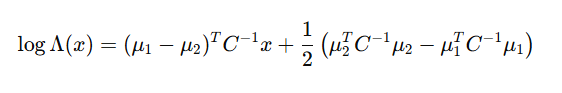 log Λ(x) = (μ₁ − μ₂)ᵀC⁻¹x + 1/2 (μ₂ᵀC⁻¹μ₂ − μ₁ᵀC⁻¹μ₁)